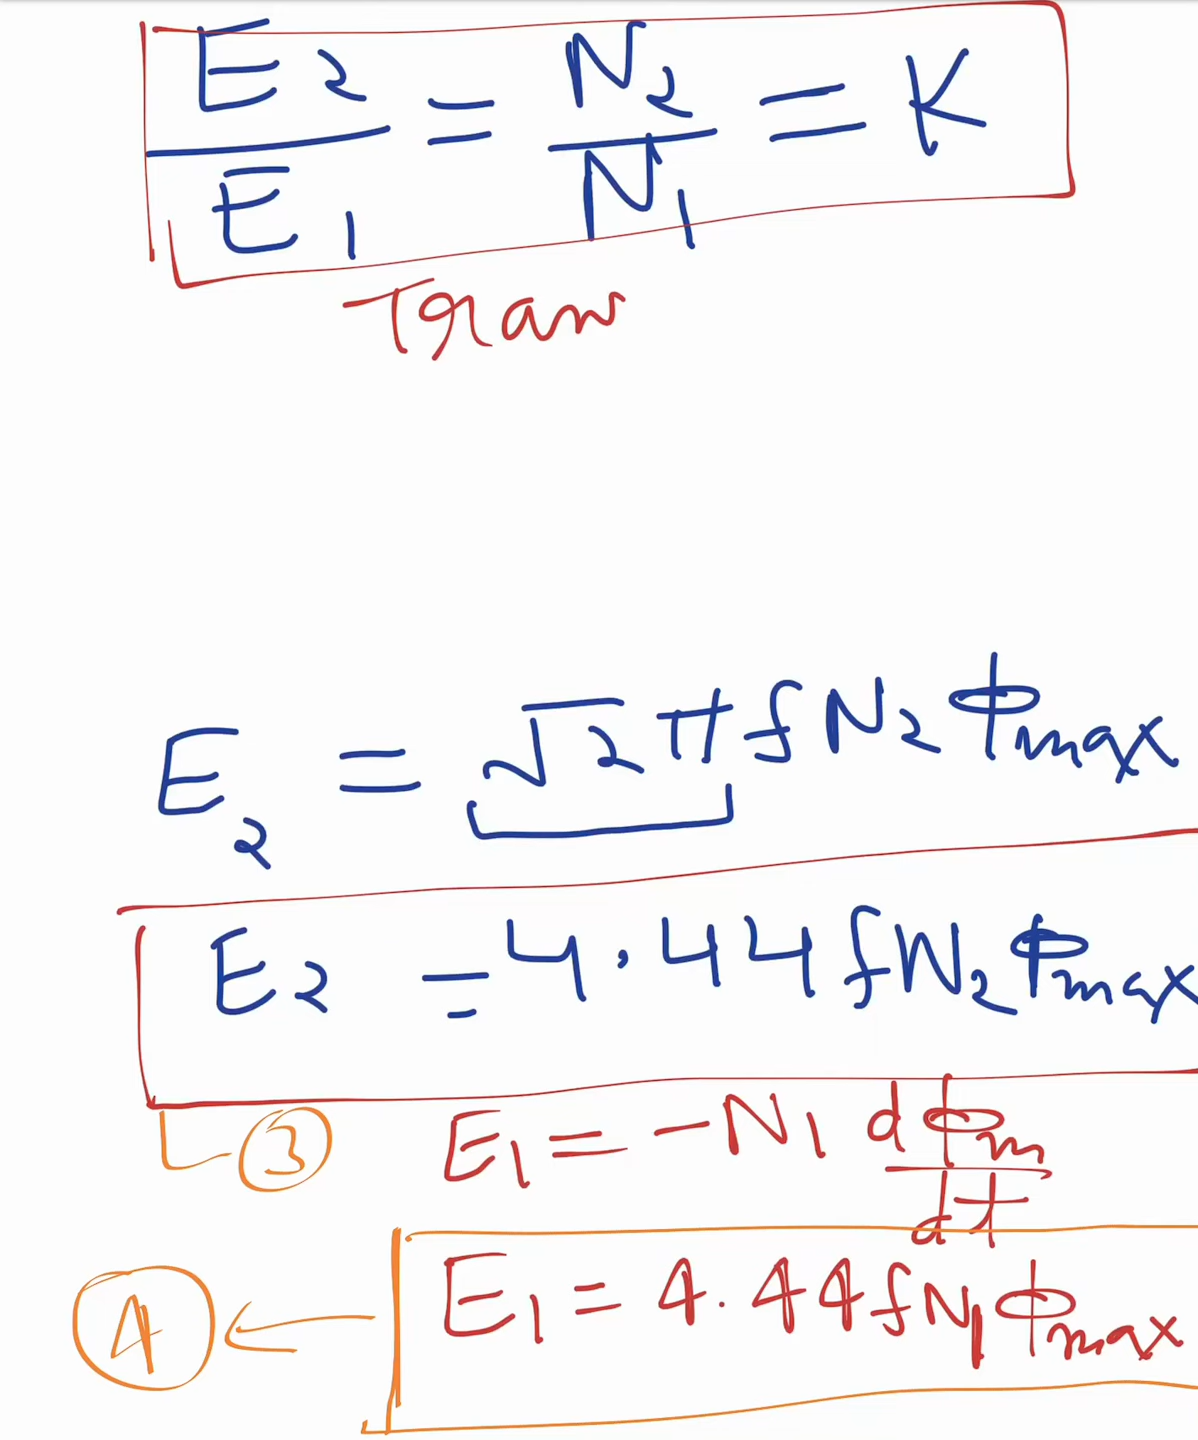 E2/E1 = N2/N1 = K
Tran
E2 = √2 π f N2 Φmax
E2 = 4.44 f N2 Φmax
③ E1 = -N1 dΦm/dt
④ E1 = 4.44 f N1 Φmax